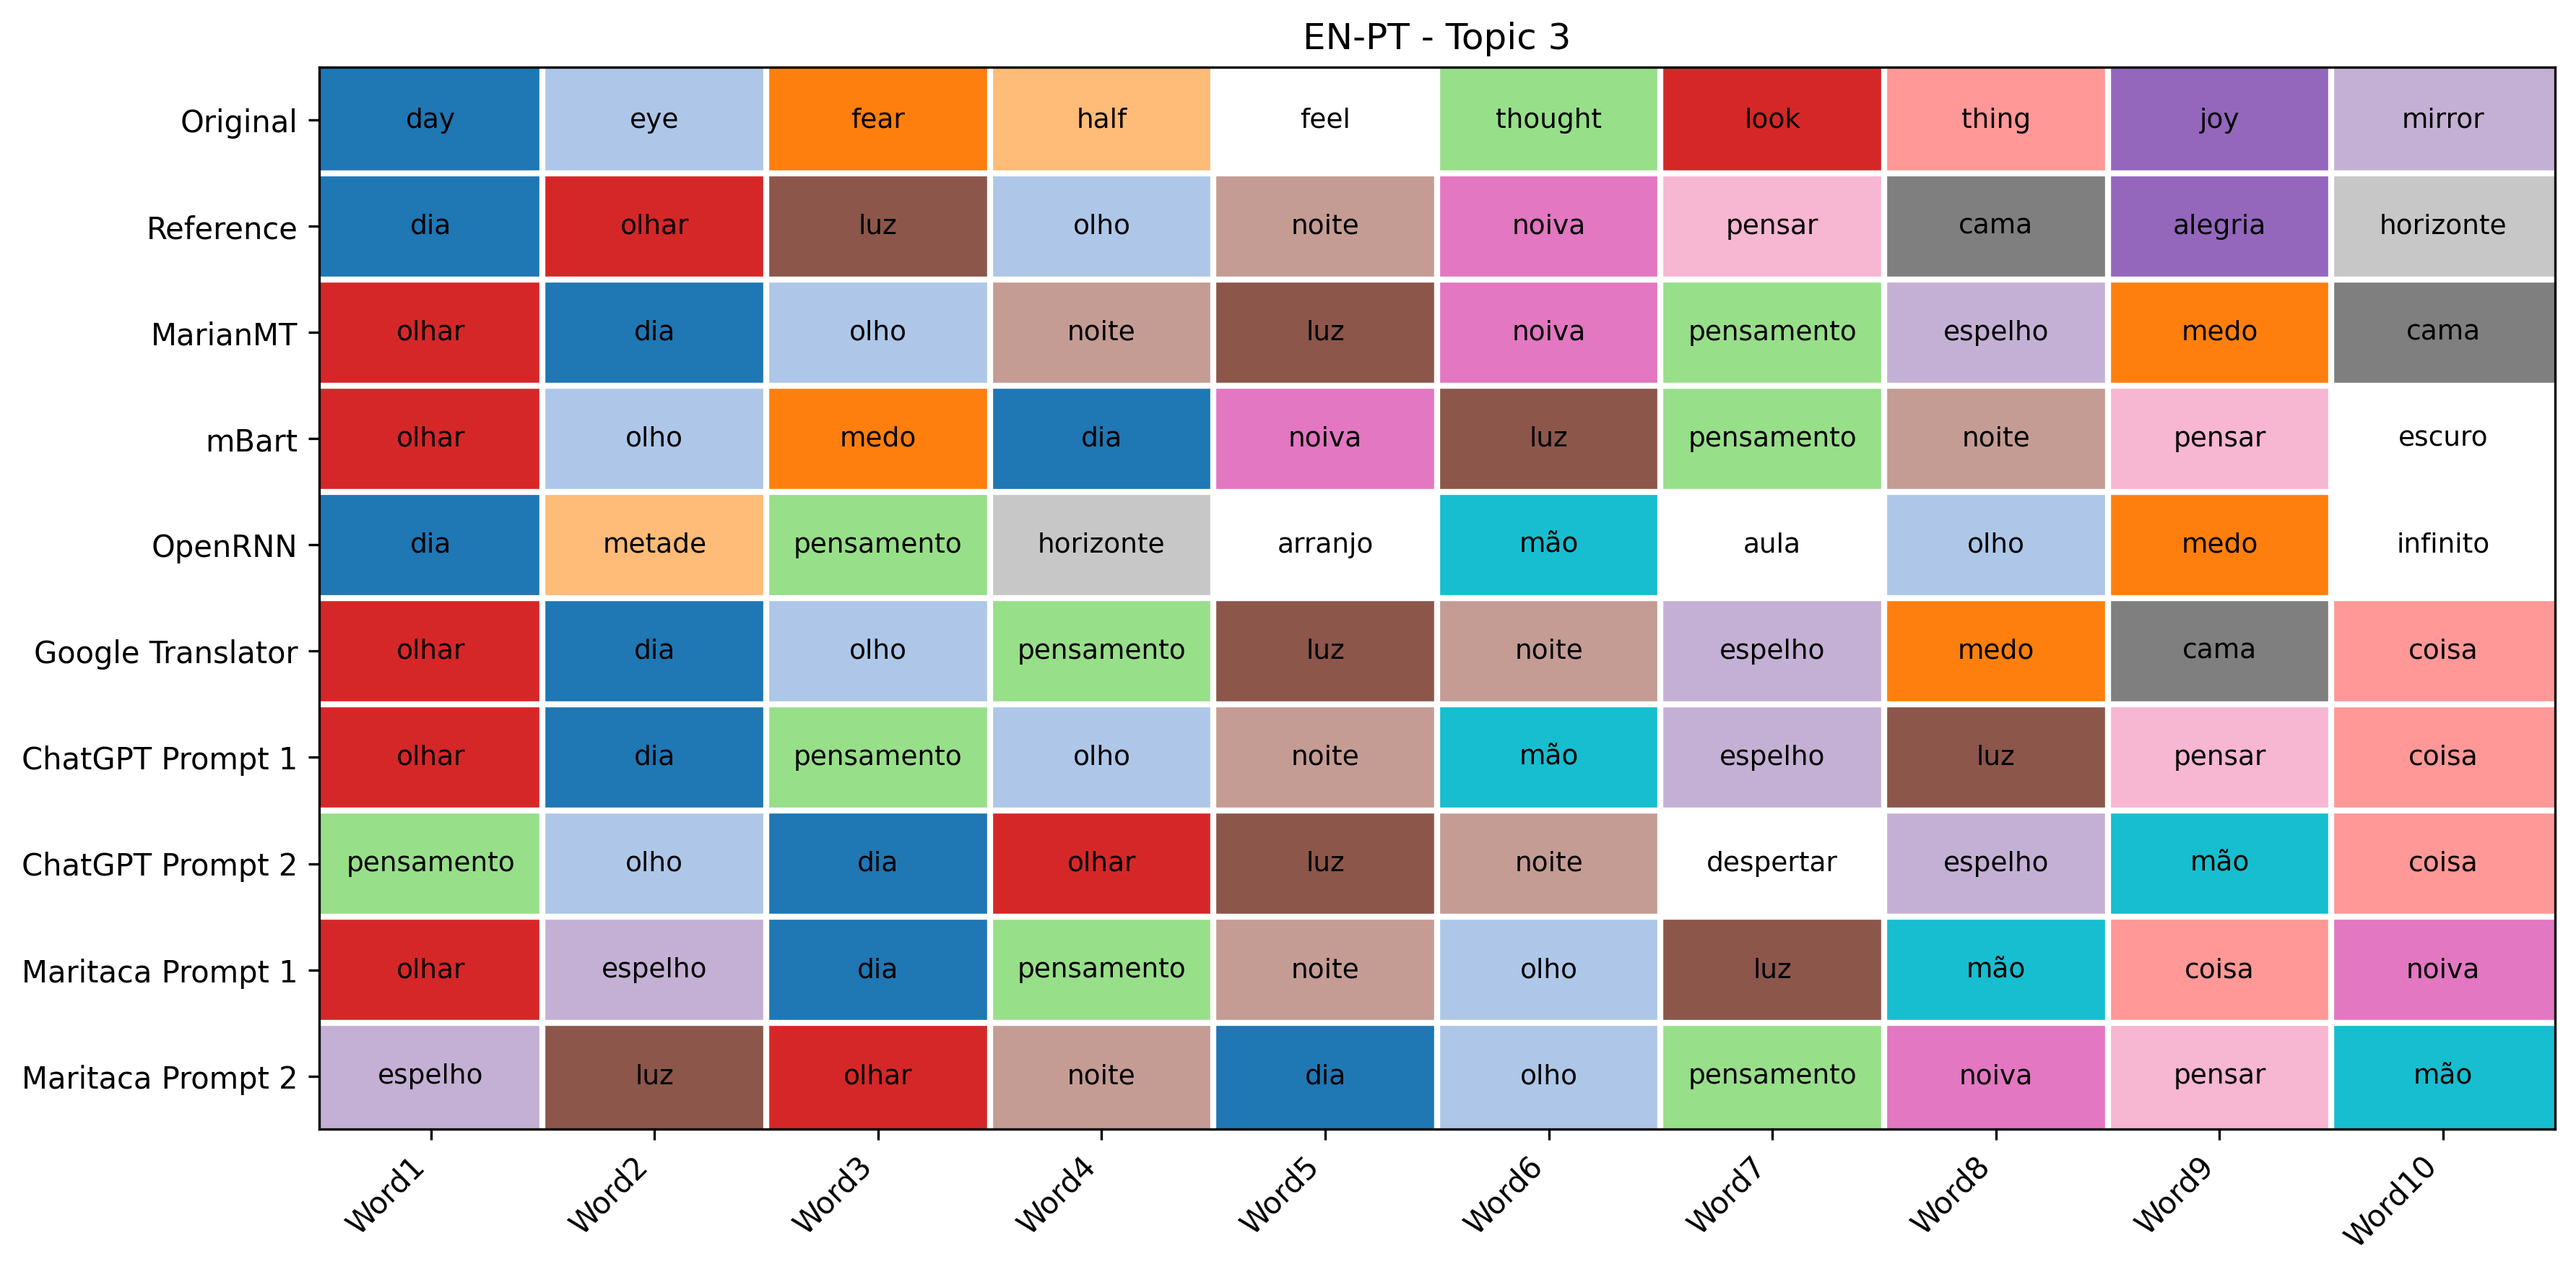 EN-PT - Topic 3
Original day eye fear half feel thought look thing joy mirror
Reference dia olhar luz olho noite noiva pensar cama alegria horizonte
MarianMT olhar dia olho noite luz noiva pensamento espelho medo cama
mBart olhar olho medo dia noiva luz pensamento noite pensar escuro
OpenRNN dia metade pensamento horizonte arranjo mão aula olho medo infinito
Google Translator olhar dia olho pensamento luz noite espelho medo cama coisa
ChatGPT Prompt 1 olhar dia pensamento olho noite mão espelho luz pensar coisa
ChatGPT Prompt 2 pensamento olho dia olhar luz noite despertar espelho mão coisa
Maritaca Prompt 1 olhar espelho dia pensamento noite olho luz mão coisa noiva
Maritaca Prompt 2 espelho luz olhar noite dia olho pensamento noiva pensar mão
Word1 Word2 Word3 Word4 Word5 Word6 Word7 Word8 Word9 Word10